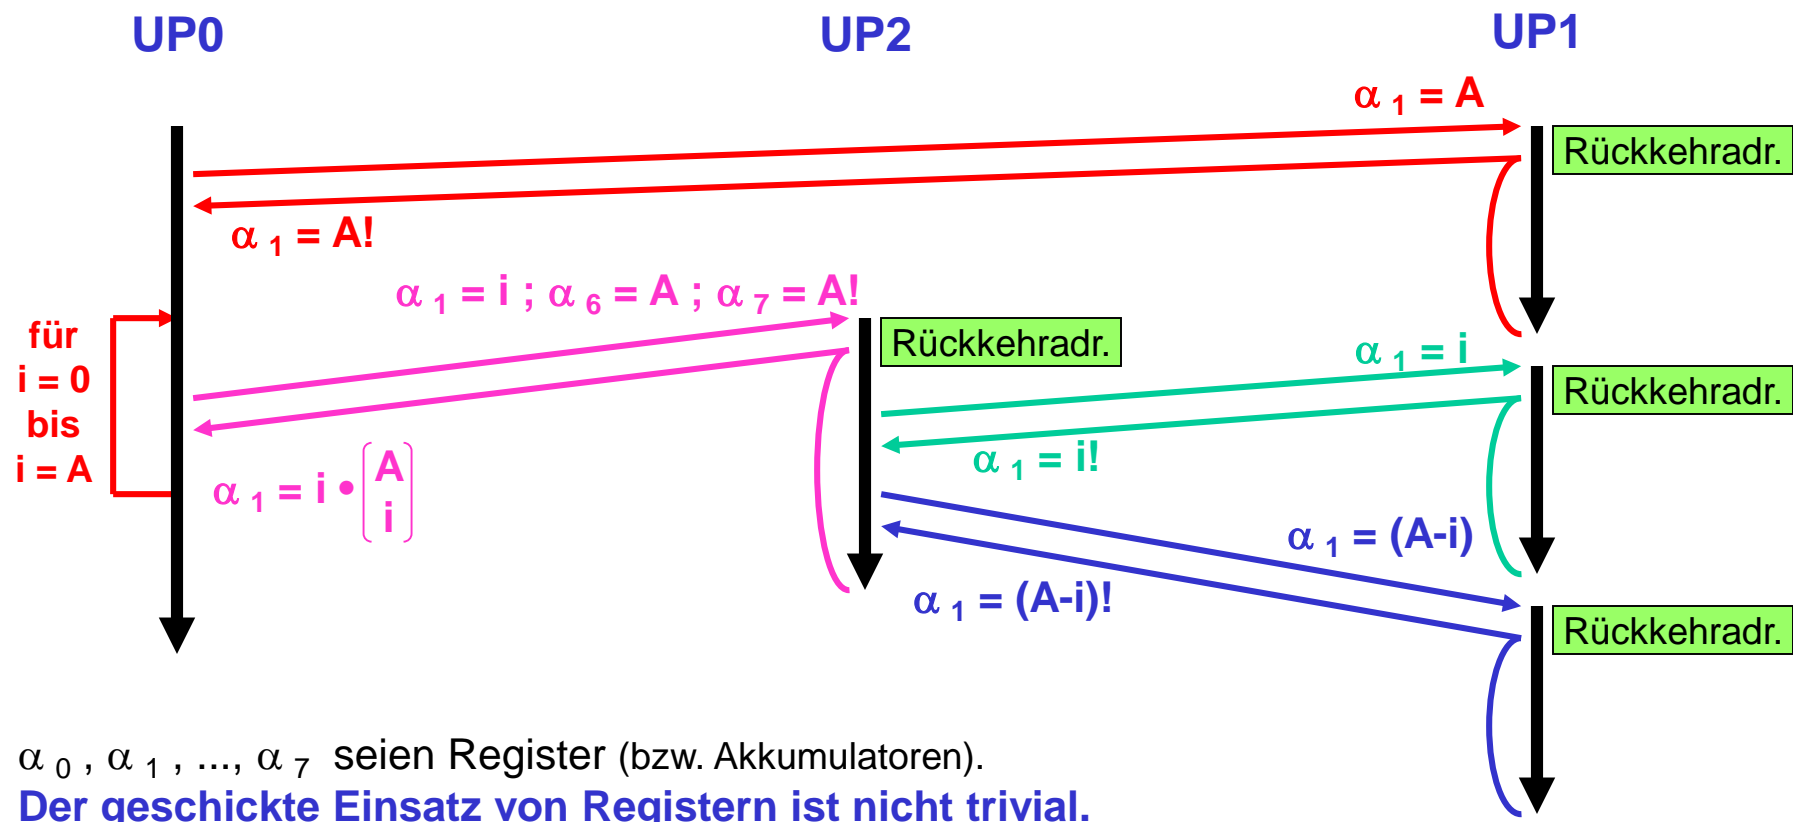 UP0
UP2
UP1
α 1 = A
Rückkehradr.
α 1 = A!
α 1 = i ; α 6 = A ; α 7 = A!
für
i = 0
bis
i = A
Rückkehradr.
α 1 = i
Rückkehradr.
α 1 = i!
α 1 = i • (A
i)
α 1 = (A-i)
α 1 = (A-i)!
Rückkehradr.
α 0 , α 1 , ..., α 7 seien Register (bzw. Akkumulatoren).
Der geschickte Einsatz von Registern ist nicht trivial.